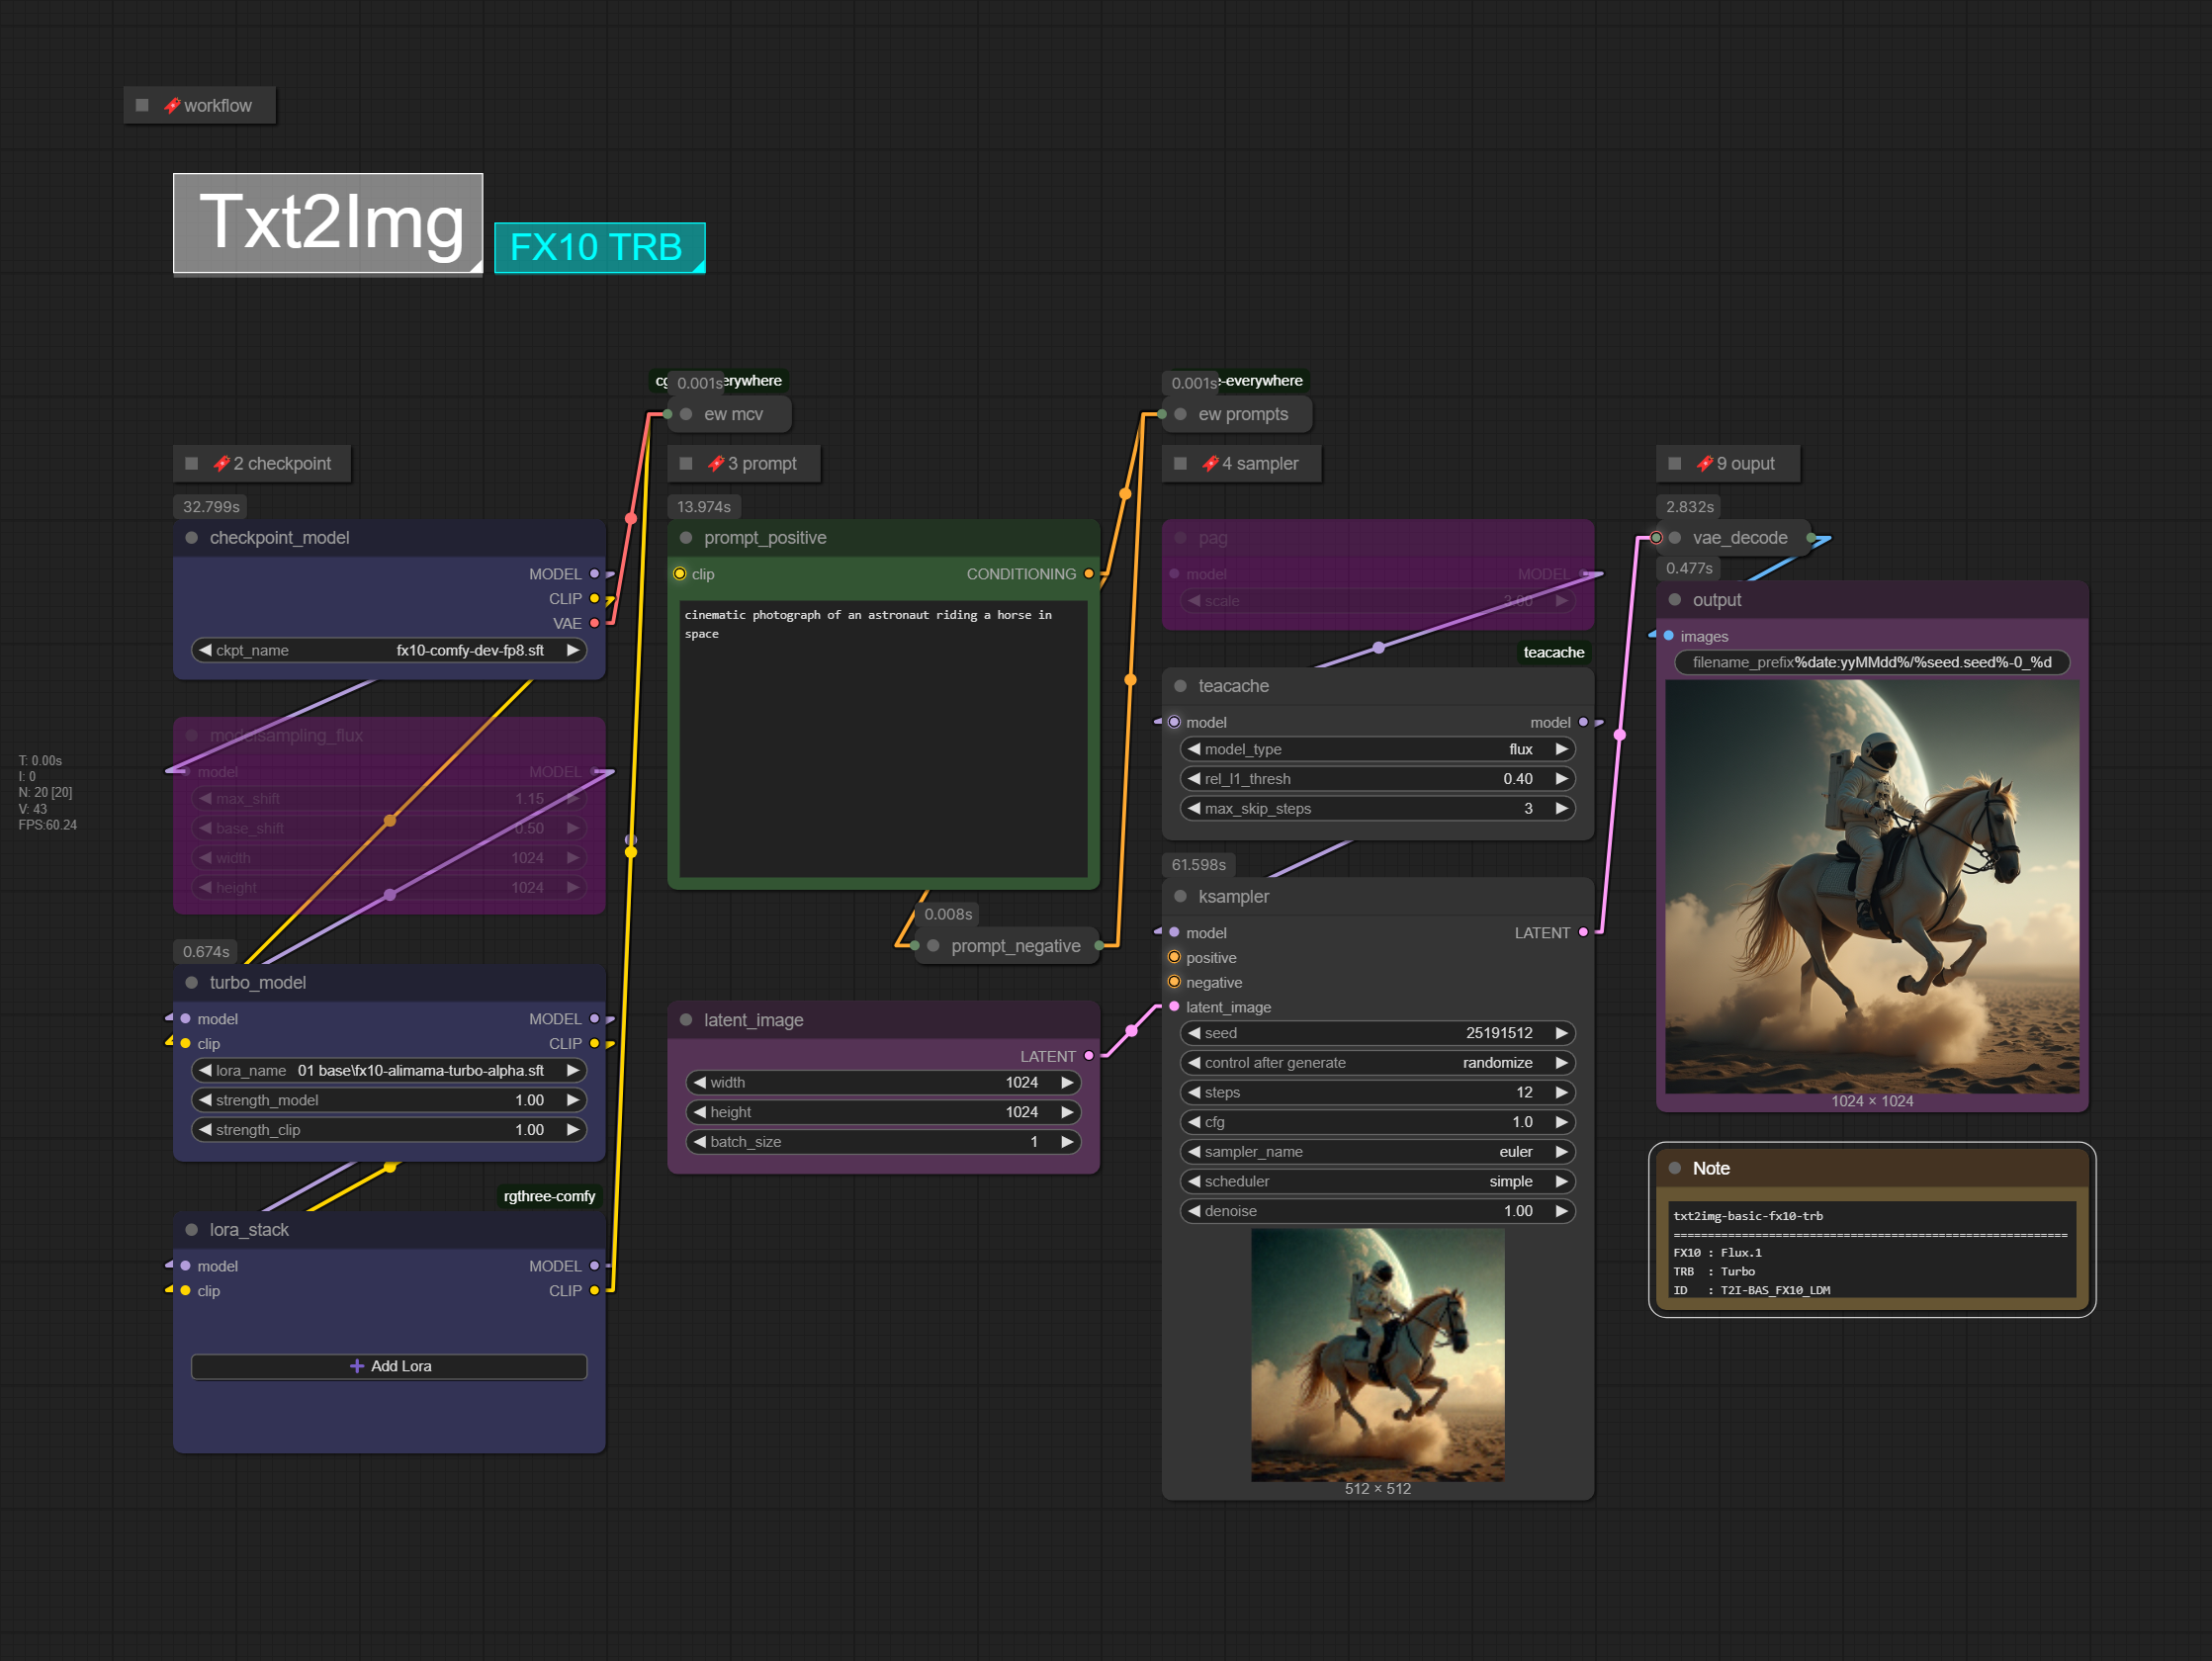 workflow
Txt2Img
FX10 TRB
0.001s
erywhere
ew mcv
0.001s
e-everywhere
ew prompts
2 checkpoint
3 prompt
4 sampler
9 ouput
32.799s
checkpoint_model
MODEL
CLIP
VAE
ckpt_name fx10-comfy-dev-fp8.sft
modelsampling_flux
model MODEL
max_shift 1.15
base_shift 0.50
width 1024
height 1024
T: 0.00s
I: 0
N: 20 [20]
V: 43
FPS:60.24
0.674s
turbo_model
model MODEL
clip CLIP
lora_name 01 base\fx10-alimama-turbo-alpha.sft
strength_model 1.00
strength_clip 1.00
rgthree-comfy
lora_stack
model MODEL
clip CLIP
Add Lora
13.974s
prompt_positive
clip CONDITIONING
cinematic photograph of an astronaut riding a horse in
space
0.008s
prompt_negative
latent_image
LATENT
width 1024
height 1024
batch_size 1
pag
model MODEL
scale 3.00
teacache
teacache
model model
model_type flux
rel_l1_thresh 0.40
max_skip_steps 3
61.598s
ksampler
model LATENT
positive
negative
latent_image
seed 25191512
control after generate randomize
steps 12
cfg 1.0
sampler_name euler
scheduler simple
denoise 1.00
512 × 512
2.832s
vae_decode
0.477s
output
images
filename_prefix%date:yyMMdd%/%seed.seed%-0_%d
1024 × 1024
Note
txt2img-basic-fx10-trb
==========================================================
FX10 : Flux.1
TRB : Turbo
ID : T2I-BAS_FX10_LDM